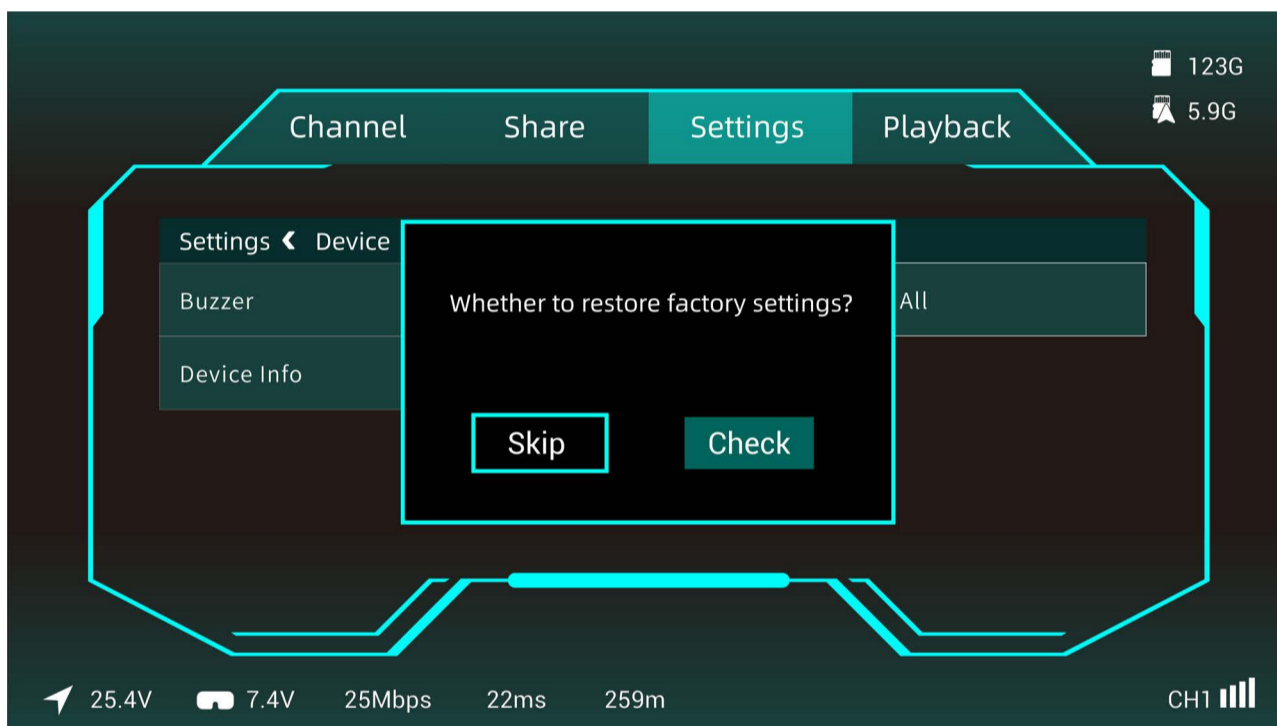 123G
5.9G
Channel Share Settings Playback
Settings Device
Buzzer
All
Device Info
Whether to restore factory settings?
Skip Check
25.4V 7.4V 25Mbps 22ms 259m CH1